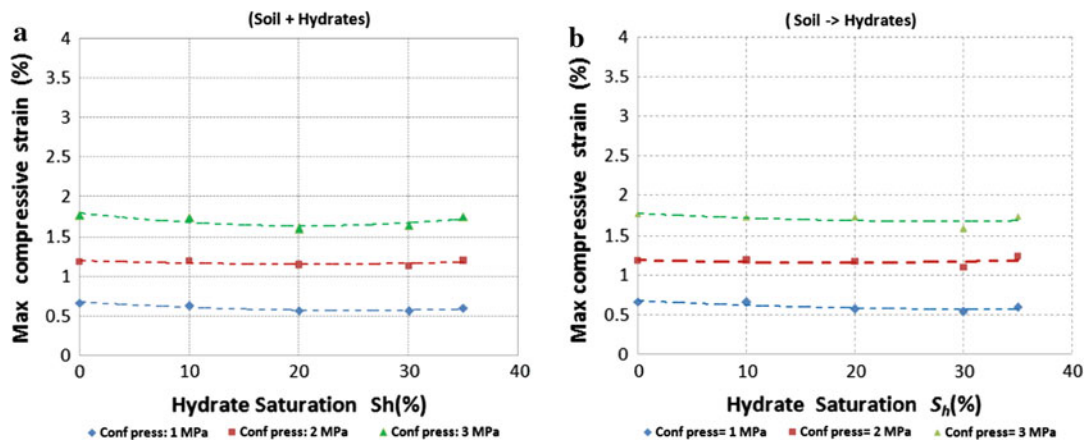 (Soil + Hydrates)
a
Max compressive strain (%)
4
3.5
3
2.5
2
1.5
1
0.5
0
0 10 20 30 40
Hydrate Saturation Sh(%)
Conf press: 1 MPa Conf press: 2 MPa Conf press: 3 MPa
( Soil -> Hydrates)
b
Max compressive strain (%)
4
3.5
3
2.5
2
1.5
1
0.5
0
0 10 20 30 40
Hydrate Saturation Sh(%)
Conf press= 1 MPa Conf press= 2 MPa Conf press= 3 MPa